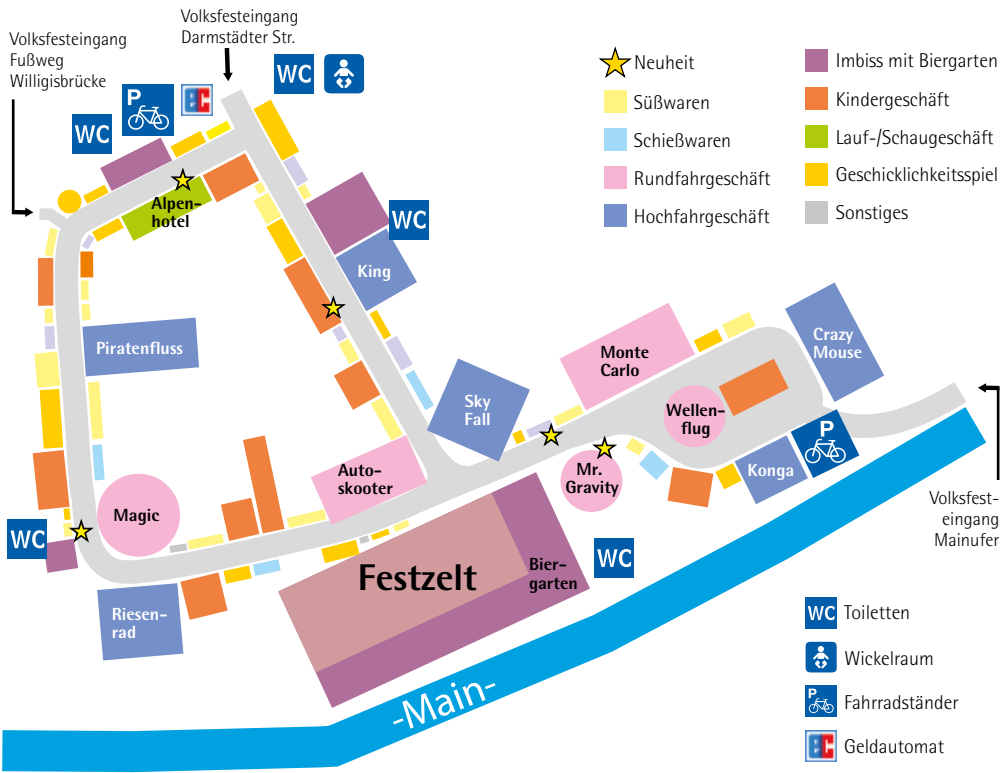 Volksfesteingang
Darmstädter Str.
Volksfesteingang
Fußweg
Willigisbrücke
WC
P
EC
WC
Neuheit
Süßwaren
Schießwaren
Rundfahrgeschäft
Hochfahrgeschäft
Imbiss mit Biergarten
Kindergeschäft
Lauf-/Schaugeschäft
Geschicklichkeitsspiel
Sonstiges
Alpen-
hotel
WC
King
Piratenfluss
Monte
Carlo
Crazy
Mouse
Sky
Fall
Wellen-
flug
P
Konga
Auto-
skooter
Mr.
Gravity
Magic
WC
Volksfest-
eingang
Mainufer
WC
Festzelt
Bier-
garten
Riesen-
rad
-Main-
WC
Toiletten
Wickelraum
P
Fahrradständer
EC
Geldautomat